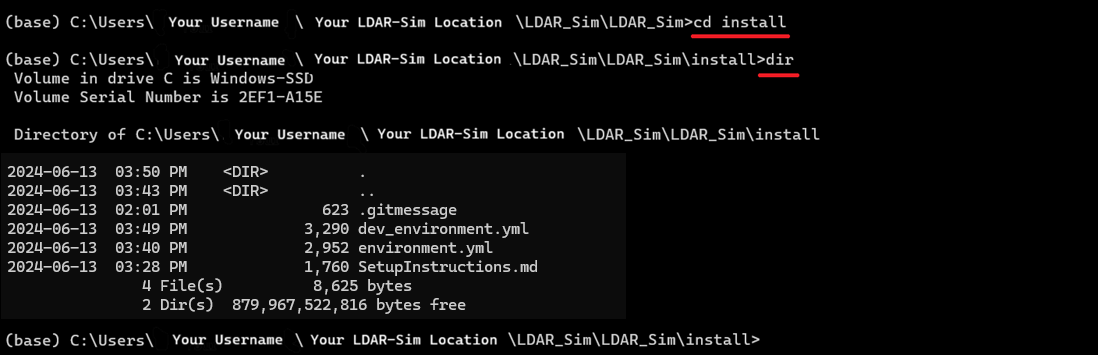 (base) C:\Users\ Your Username \ Your LDAR-Sim Location \LDAR_Sim\LDAR_Sim>cd install
(base) C:\Users\ Your Username \ Your LDAR-Sim Location \LDAR_Sim\LDAR_Sim\install>dir
Volume in drive C is Windows-SSD
Volume Serial Number is 2EF1-A15E
Directory of C:\Users\ Your Username \ Your LDAR-Sim Location \LDAR_Sim\LDAR_Sim\install
2024-06-13  03:50 PM    <DIR>          .
2024-06-13  03:43 PM    <DIR>          ..
2024-06-13  02:01 PM               623 .gitmessage
2024-06-13  03:49 PM             3,290 dev_environment.yml
2024-06-13  03:40 PM             2,952 environment.yml
2024-06-13  03:28 PM             1,760 SetupInstructions.md
4 File(s)          8,625 bytes
2 Dir(s)  879,967,522,816 bytes free
(base) C:\Users\ Your Username \ Your LDAR-Sim Location \LDAR_Sim\LDAR_Sim\install>